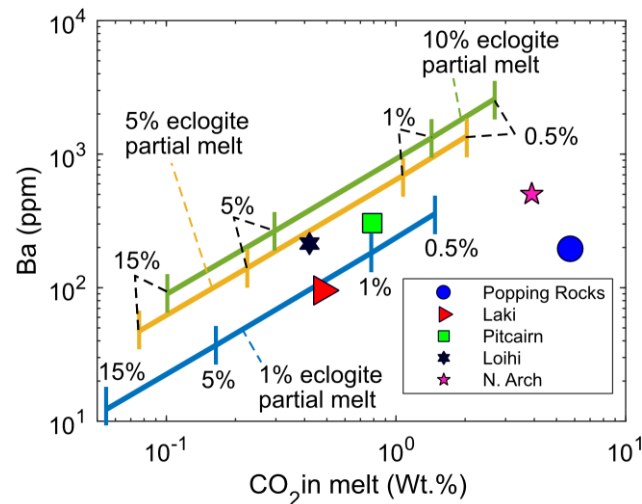 10⁴
10% eclogite
partial melt
5% eclogite
partial melt
1%
0.5%
10³
5%
15%
0.5%
1%
10²
15%
5%
1% eclogite
partial melt
10¹
Popping Rocks
Laki
Pitcairn
Loihi
N. Arch
Ba (ppm)
10⁻¹
10⁰
10¹
CO₂in melt (Wt.%)